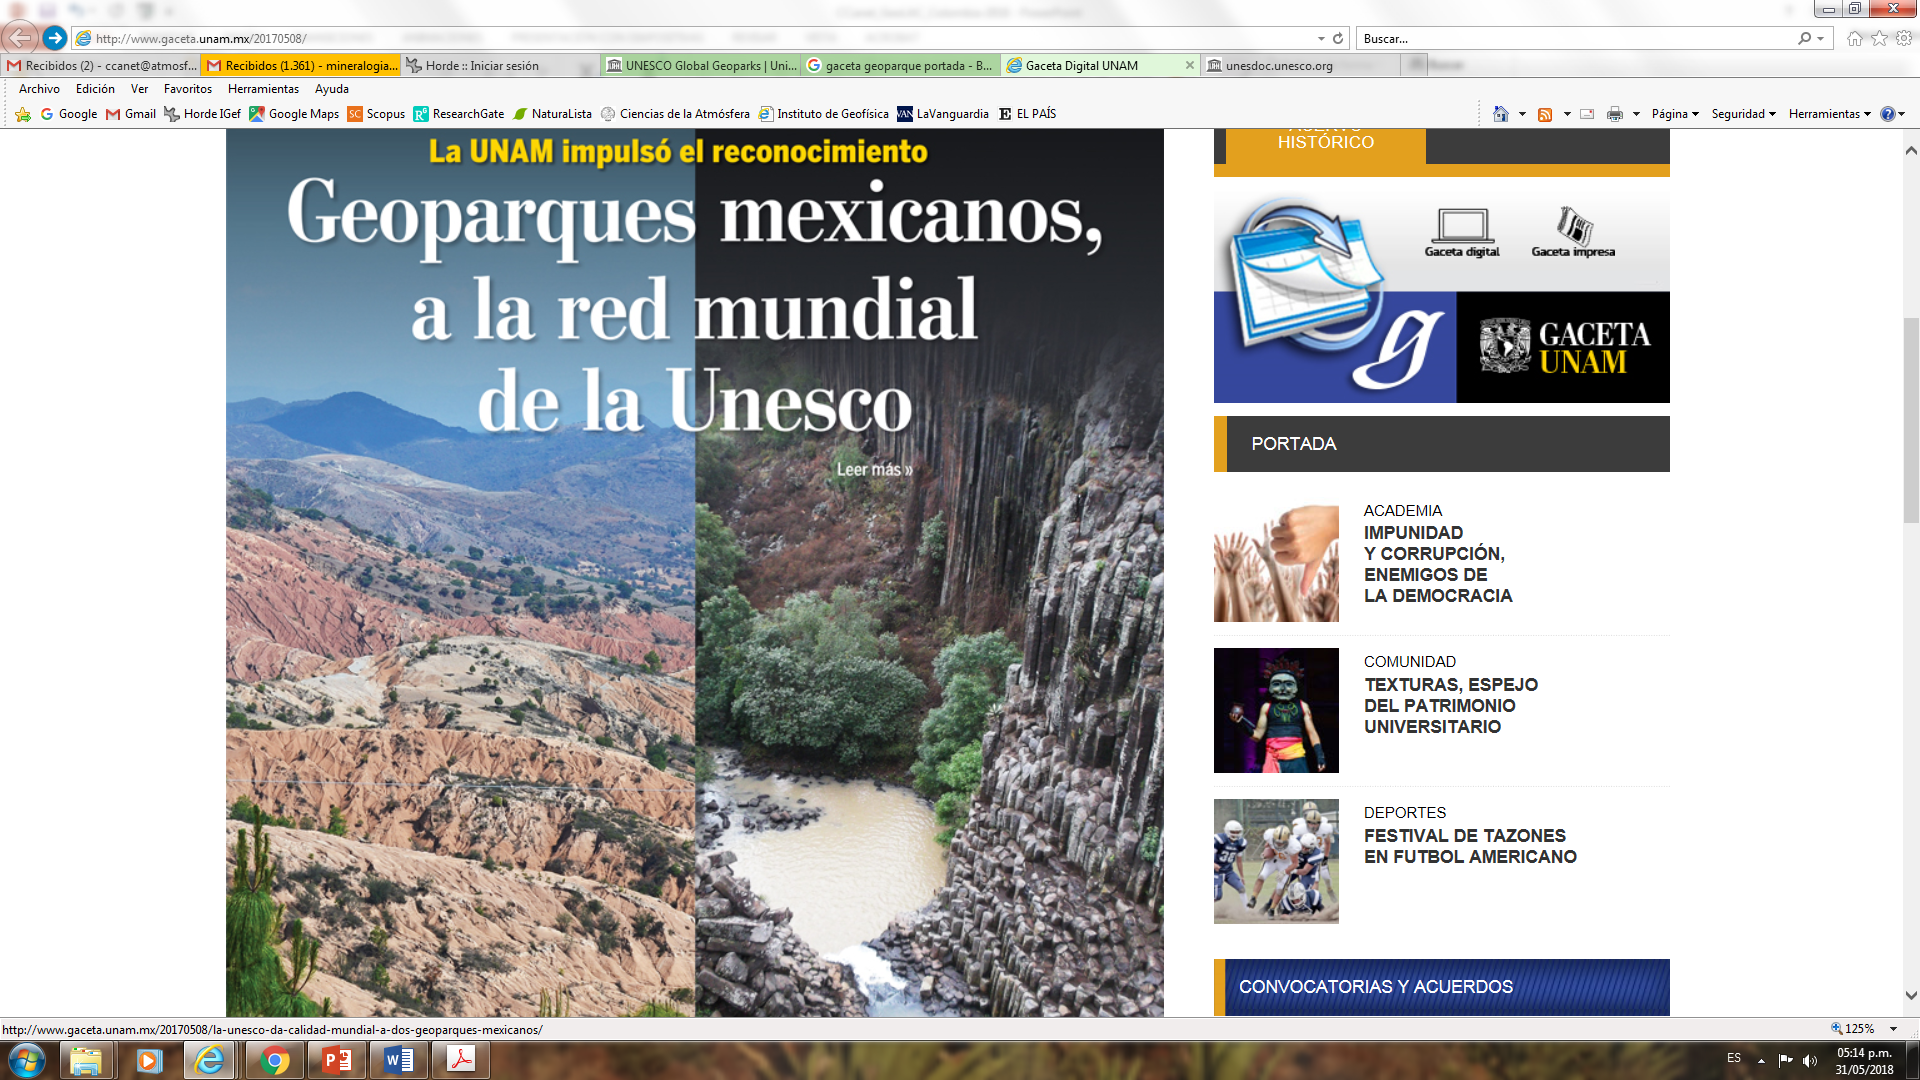 http://www.gaceta.unam.mx/20170508/
Buscar...
Recibidos (2) - ccanet@atmosf...
Recibidos (1.361) - mineralogia...
Horde :: Iniciar sesión
UNESCO Global Geoparks | Uni...
gaceta geoparque portada - B...
Gaceta Digital UNAM
unesdoc.unesco.org
Archivo Edición Ver Favoritos Herramientas Ayuda
Google Gmail Horde IGef Google Maps Scopus ResearchGate NaturaLista Ciencias de la Atmósfera Instituto de Geofísica LaVanguardia EL PAÍS
Página Seguridad Herramientas
La UNAM impulsó el reconocimiento
Geoparques mexicanos,
a la red mundial
de la Unesco
Leer más »
HISTÓRICO
Gaceta digital
Gaceta impresa
g
GACETA
UNAM
PORTADA
ACADEMIA
IMPUNIDAD
Y CORRUPCIÓN,
ENEMIGOS DE
LA DEMOCRACIA
COMUNIDAD
TEXTURAS, ESPEJO
DEL PATRIMONIO
UNIVERSITARIO
DEPORTES
FESTIVAL DE TAZONES
EN FUTBOL AMERICANO
CONVOCATORIAS Y ACUERDOS
http://www.gaceta.unam.mx/20170508/la-unesco-da-calidad-mundial-a-dos-geoparques-mexicanos/
125%
ES
05:14 p.m.
31/05/2018